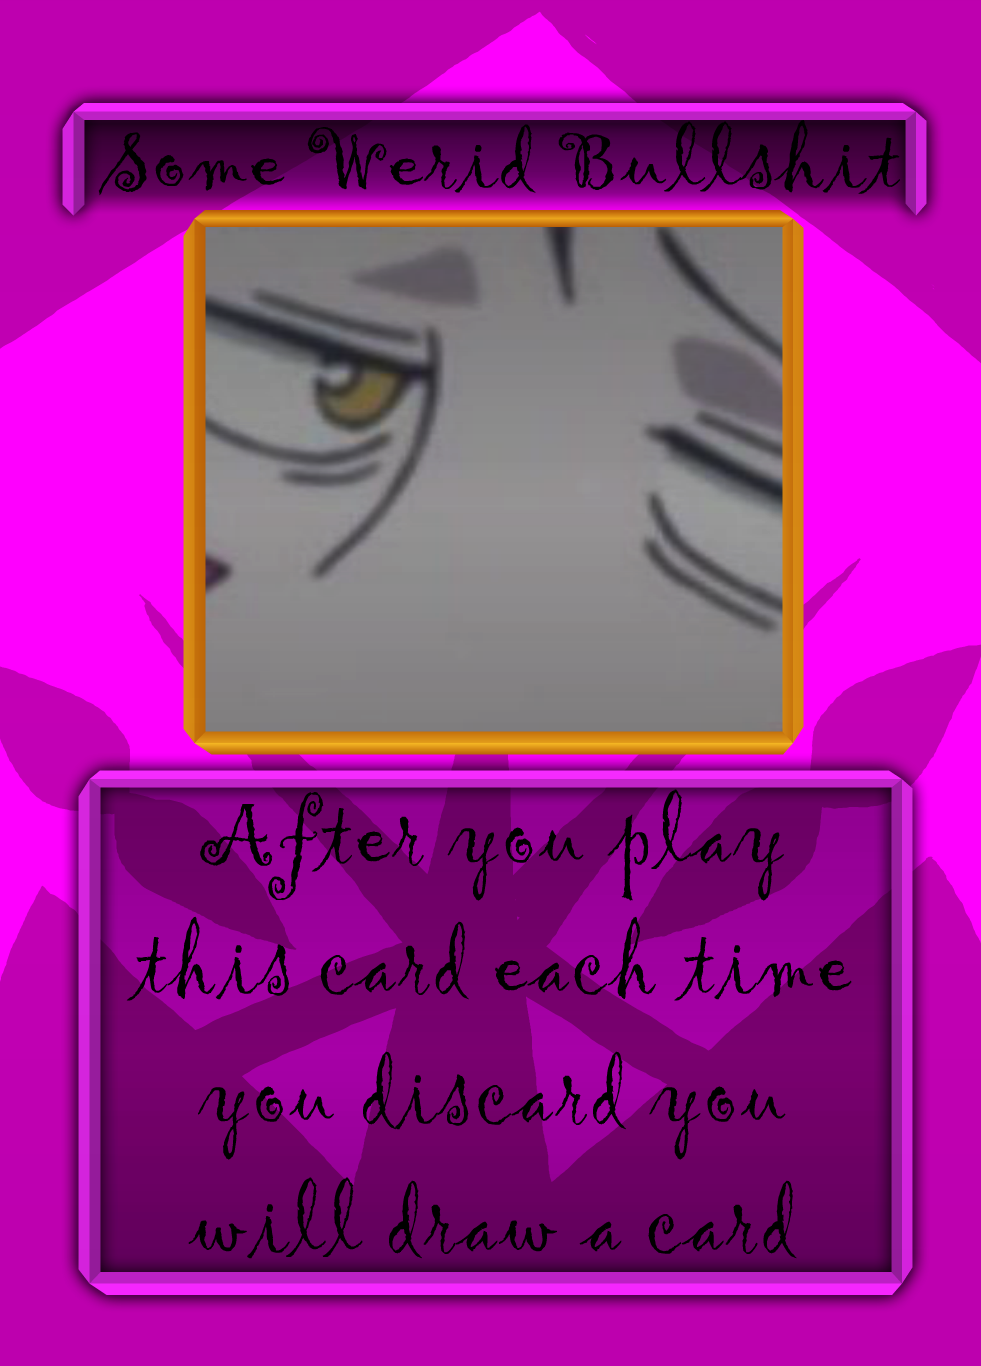 Some Werid Bullshit
After you play
this card each time
you discard you
will draw a card